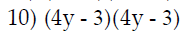 10) (4y - 3)(4y - 3)